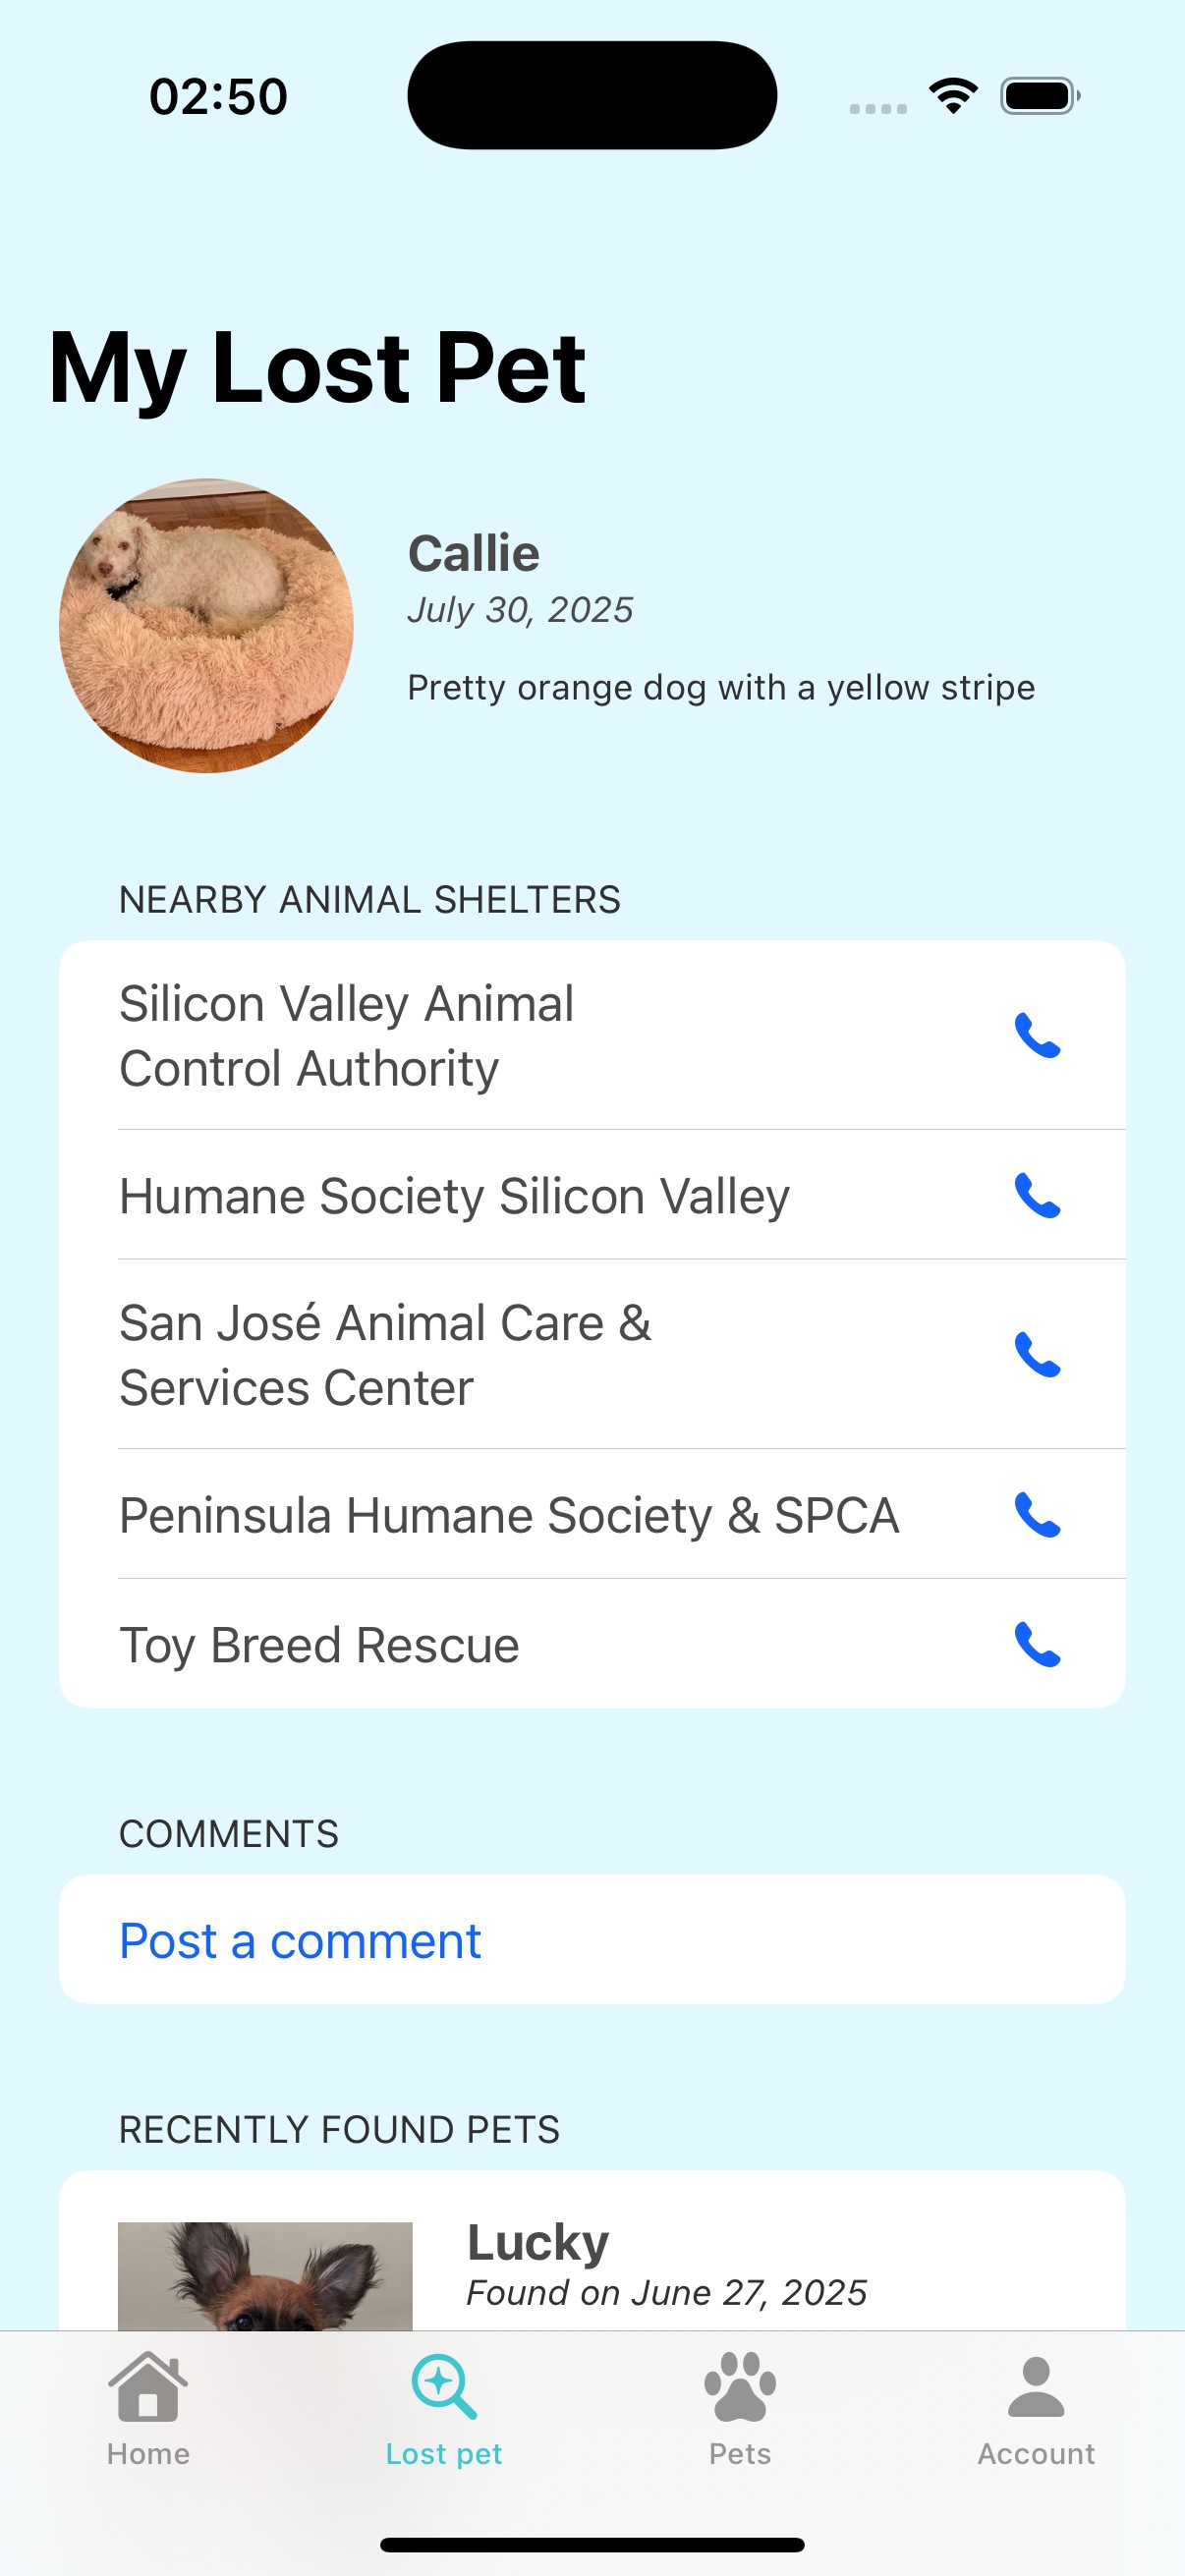 02:50
My Lost Pet
Callie
July 30, 2025
Pretty orange dog with a yellow stripe
NEARBY ANIMAL SHELTERS
Silicon Valley Animal
Control Authority
Humane Society Silicon Valley
San José Animal Care &
Services Center
Peninsula Humane Society & SPCA
Toy Breed Rescue
COMMENTS
Post a comment
RECENTLY FOUND PETS
Lucky
Found on June 27, 2025
Home
Lost pet
Pets
Account